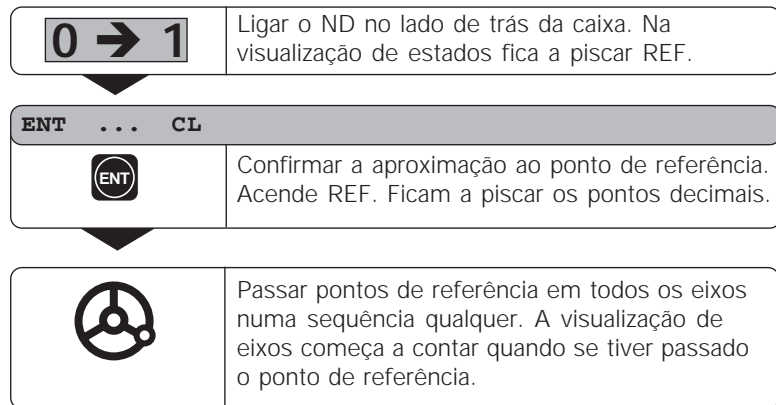 0 → 1
Ligar o ND no lado de trás da caixa. Na
visualização de estados fica a piscar REF.
ENT ... CL
ENT
Confirmar a aproximação ao ponto de referência.
Acende REF. Ficam a piscar os pontos decimais.
Passar pontos de referência em todos os eixos
numa sequência qualquer. A visualização de
eixos começa a contar quando se tiver passado
o ponto de referência.